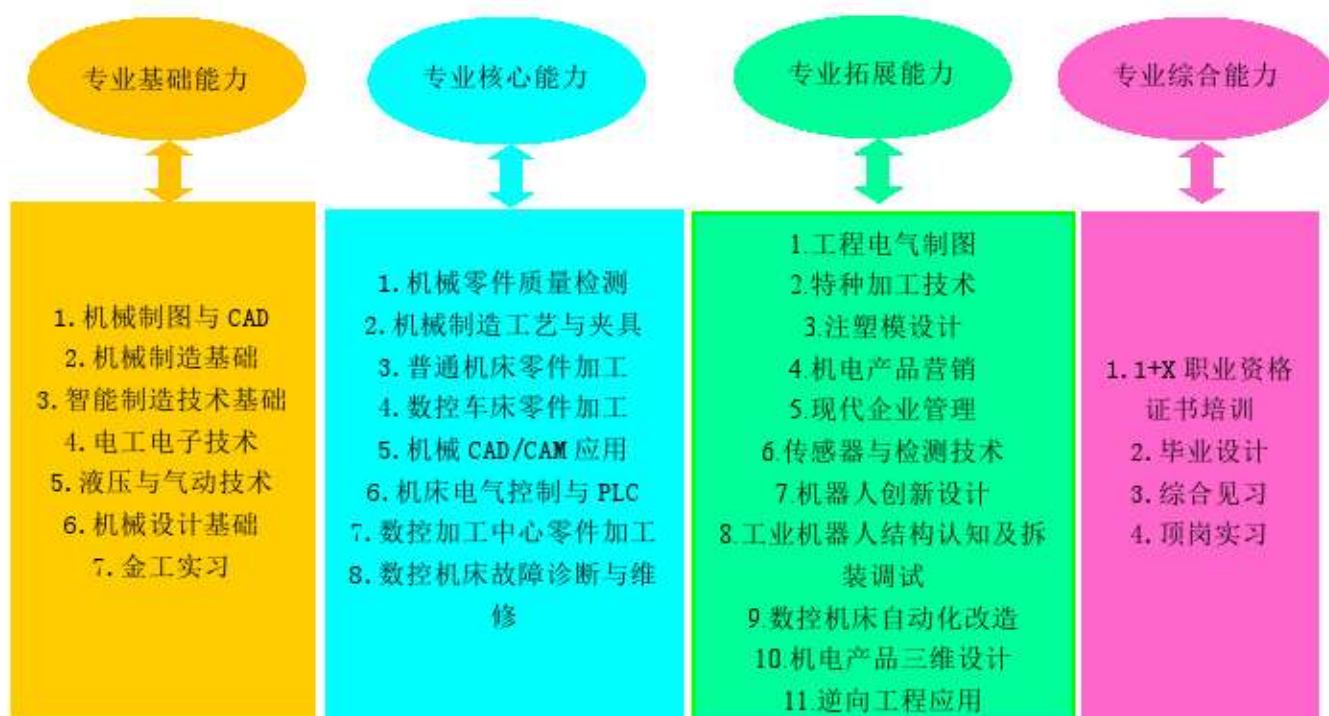 专业基础能力
专业核心能力
专业拓展能力
专业综合能力
1.机械制图与 CAD
2.机械制造基础
3.智能制造技术基础
4.电工电子技术
5.液压与气动技术
6.机械设计基础
7.金工实习
1.机械零件质量检测
2.机械制造工艺与夹具
3.普通机床零件加工
4.数控车床零件加工
5.机械 CAD/CAM 应用
6.机床电气控制与 PLC
7.数控加工中心零件加工
8.数控机床故障诊断与维
修
1.工程电气制图
2.特种加工技术
3.注塑模设计
4.机电产品营销
5.现代企业管理
6.传感器与检测技术
7.机器人创新设计
8.工业机器人结构认知及拆
装调试
9.数控机床自动化改造
10.机电产品三维设计
11.逆向工程应用
1.1+X 职业资格
证书培训
2.毕业设计
3.综合见习
4.顶岗实习